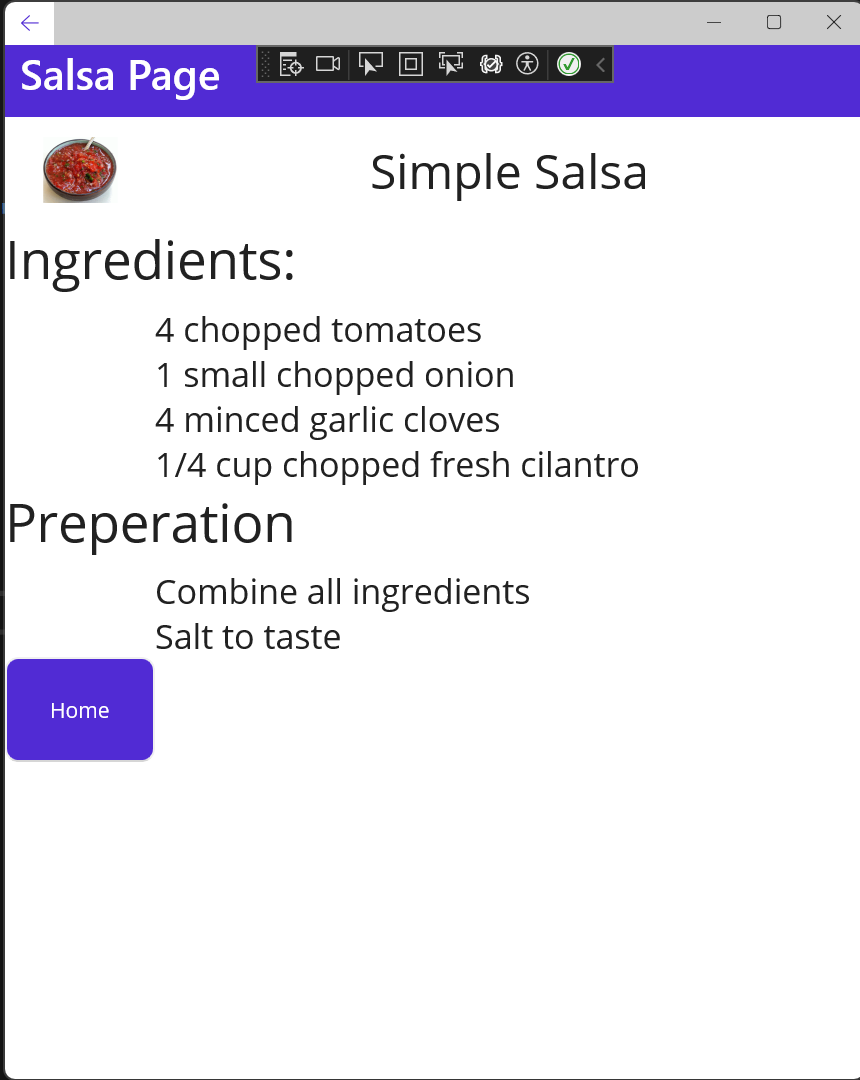 Salsa Page
Simple Salsa
Ingredients:
4 chopped tomatoes
1 small chopped onion
4 minced garlic cloves
1/4 cup chopped fresh cilantro
Preperation
Combine all ingredients
Salt to taste
Home